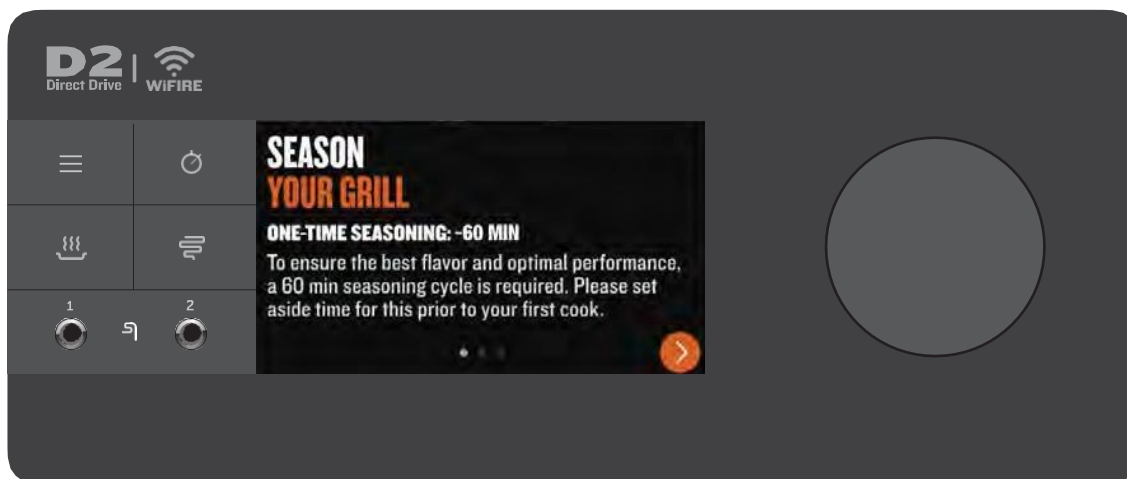 D2
Direct Drive
WiFIRE
SEASON
YOUR GRILL
ONE-TIME SEASONING: ~60 MIN
To ensure the best flavor and optimal performance,
a 60 min seasoning cycle is required. Please set
aside time for this prior to your first cook.
1
2